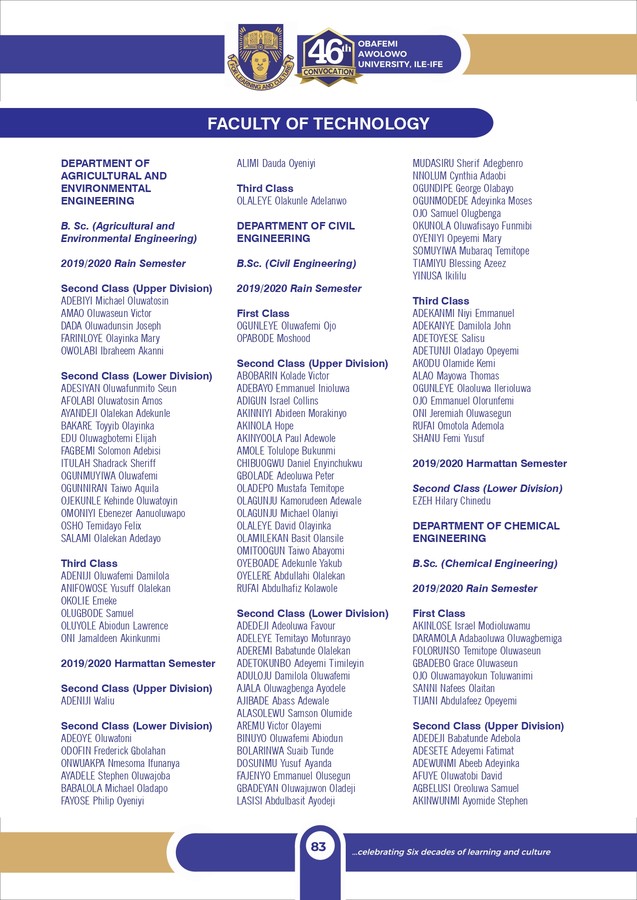 46th
CONVOCATION
OBAFEMI
AWOLOWO
UNIVERSITY, ILE-IFE
FOR LEARNING AND CULTURE
FACULTY OF TECHNOLOGY
DEPARTMENT OF
AGRICULTURAL AND
ENVIRONMENTAL
ENGINEERING
B. Sc. (Agricultural and
Environmental Engineering)
2019/2020 Rain Semester
Second Class (Upper Division)
ADEBIYI Michael Oluwatosin
AMAO Oluwaseun Victor
DADA Oluwadunsin Joseph
FARINLOYE Olayinka Mary
OWOLABI Ibraheem Akanni
Second Class (Lower Division)
ADESIYAN Oluwafunmito Seun
AFOLABI Oluwatosin Amos
AYANDEJI Olalekan Adekunle
BAKARE Toyyib Olayinka
EDU Oluwagbotemi Elijah
FAGBEMI Solomon Adebisi
ITULAH Shadrack Sheriff
OGUNMUYIWA Oluwafemi
OGUNNIRAN Taiwo Aquila
OJEKUNLE Kehinde Oluwatoyin
OMONIYI Ebenezer Aanuoluwapo
OSHO Temidayo Felix
SALAMI Olalekan Adedayo
Third Class
ADENIJI Oluwafemi Damilola
ANIFOWOSE Yusuff Olalekan
OKOLIE Emeke
OLUGBODE Samuel
OLUYOLE Abiodun Lawrence
ONI Jamaldeen Akinkunmi
2019/2020 Harmattan Semester
Second Class (Upper Division)
ADENIJI Waliu
Second Class (Lower Division)
ADEOYE Oluwatoni
ODOFIN Frederick Gbolahan
ONWUAKPA Nmesoma Ifunanya
AYADELE Stephen Oluwajoba
BABALOLA Michael Oladapo
FAYOSE Philip Oyeniyi
ALIMI Dauda Oyeniyi
Third Class
OLALEYE Olakunle Adelanwo
DEPARTMENT OF CIVIL
ENGINEERING
B.Sc. (Civil Engineering)
2019/2020 Rain Semester
First Class
OGUNLEYE Oluwafemi Ojo
OPABODE Moshood
Second Class (Upper Division)
ABOBARIN Kolade Victor
ADEBAYO Emmanuel Inioluwa
ADIGUN Israel Collins
AKINNIYI Abideen Morakinyo
AKINOLA Hope
AKINYOOLA Paul Adewole
AMOLE Tolulope Bukunmi
CHIBUOGWU Daniel Enyinchukwu
GBOLADE Adeoluwa Peter
OLADEPO Mustafa Temitope
OLAGUNJU Kamorudeen Adewale
OLAGUNJU Michael Olaniyi
OLALEYE David Olayinka
OLAMILEKAN Basit Olansile
OMITOOGUN Taiwo Abayomi
OYEBOADE Adekunle Yakub
OYELERE Abdullahi Olalekan
RUFAI Abdulhafiz Kolawole
Second Class (Lower Division)
ADEDEJI Adeoluwa Favour
ADELEYE Temitayo Motunrayo
ADEREMI Babatunde Olalekan
ADETOKUNBO Adeyemi Timileyin
ADULOJU Damilola Oluwafemi
AJALA Oluwagbenga Ayodele
AJIBADE Abass Adewale
ALASOLEWU Samson Olumide
AREMU Victor Olayemi
BINUYO Oluwafemi Abiodun
BOLARINWA Suaib Tunde
DOSUNMU Yusuf Ayanda
FAJENYO Emmanuel Olusegun
GBADEYAN Oluwajuwon Oladeji
LASISI Abdulbasit Ayodeji
MUDASIRU Sherif Adegbenro
NNOLUM Cynthia Adaobi
OGUNDIPE George Olabayo
OGUNMODEDE Adeyinka Moses
OJO Samuel Olugbenga
OKUNOLA Oluwafisayo Funmibi
OYENIYI Opeyemi Mary
SOMUYIWA Mubaraq Temitope
TIAMIYU Blessing Azeez
YINUSA Ikililu
Third Class
ADEKANMI Niyi Emmanuel
ADEKANYE Damilola John
ADETOYESE Salisu
ADETUNJI Oladayo Opeyemi
AKODU Olamide Kemi
ALAO Mayowa Thomas
OGUNLEYE Olaoluwa Ilerioluwa
OJO Emmanuel Olorunfemi
ONI Jeremiah Oluwasegun
RUFAI Omotola Ademola
SHANU Femi Yusuf
2019/2020 Harmattan Semester
Second Class (Lower Division)
EZEH Hilary Chinedu
DEPARTMENT OF CHEMICAL
ENGINEERING
B.Sc. (Chemical Engineering)
2019/2020 Rain Semester
First Class
AKINLOSE Israel Modioluwamu
DARAMOLA Adabaoluwa Oluwagbemiga
FOLORUNSO Temitope Oluwaseun
GBADEBO Grace Oluwaseun
OJO Oluwamayokun Toluwanimi
SANNI Nafees Olaitan
TIJANI Abdulafeez Opeyemi
Second Class (Upper Division)
ADEDEJI Babatunde Adebola
ADESETE Adeyemi Fatimat
ADEWUNMI Abeeb Adeyinka
AFUYE Oluwatobi David
AGBELUSI Oreoluwa Samuel
AKINWUNMI Ayomide Stephen
83
...celebrating Six decades of learning and culture